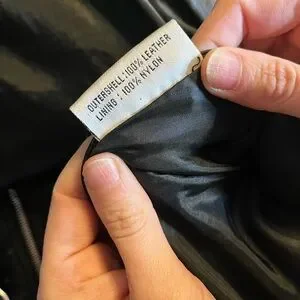 OUTERSHELL:100% LEATHER
LINING : 100% NYLON